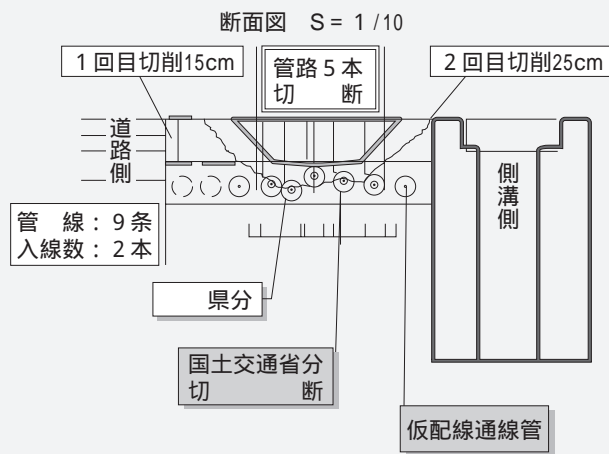 断面図 S= 1/10
1回目切削15cm
管路5本
切 断
2回目切削25cm
道路側
側溝側
管 線：9条
入線数：2本
県分
国土交通省分
切 断
仮配線通線管